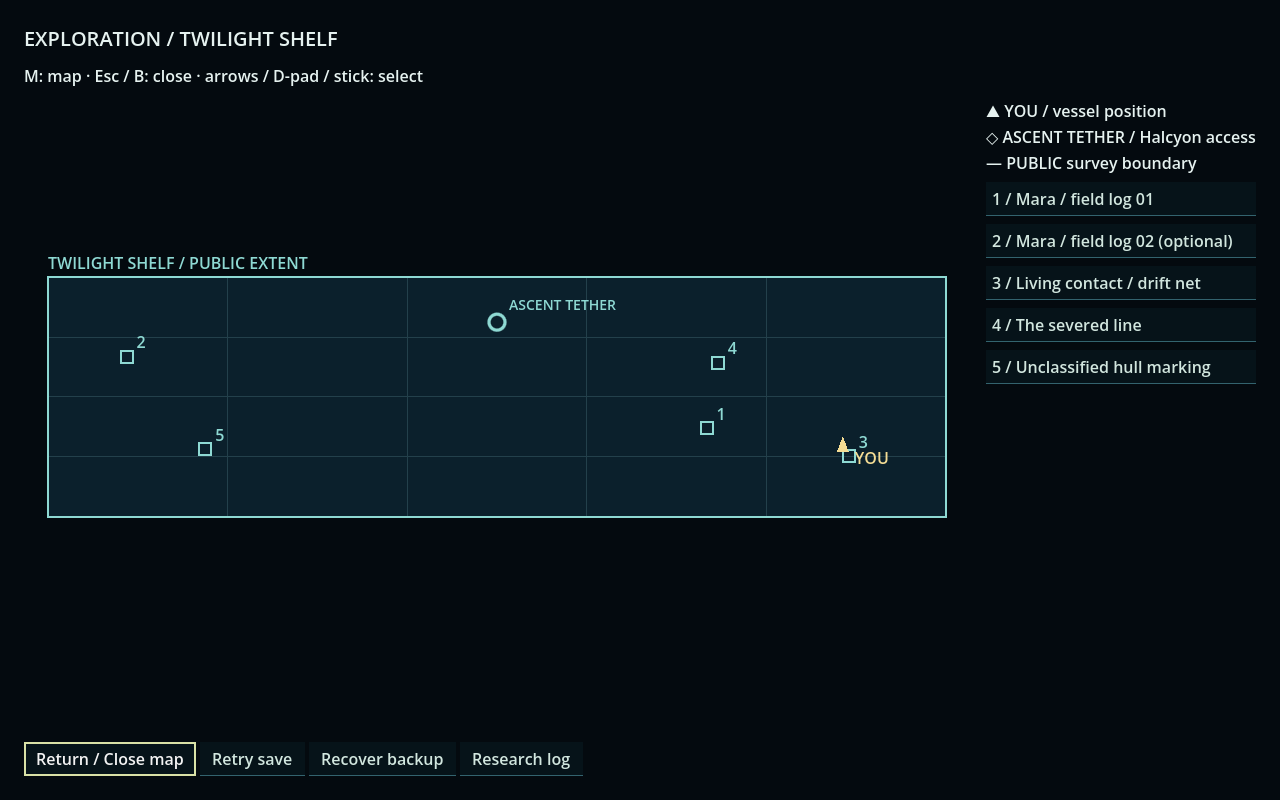 EXPLORATION / TWILIGHT SHELF
M: map · Esc / B: close · arrows / D-pad / stick: select
▲ YOU / vessel position
◇ ASCENT TETHER / Halcyon access
— PUBLIC survey boundary
1 / Mara / field log 01
2 / Mara / field log 02 (optional)
3 / Living contact / drift net
4 / The severed line
5 / Unclassified hull marking
TWILIGHT SHELF / PUBLIC EXTENT
ASCENT TETHER
2
4
1
5
3
YOU
Return / Close map
Retry save
Recover backup
Research log